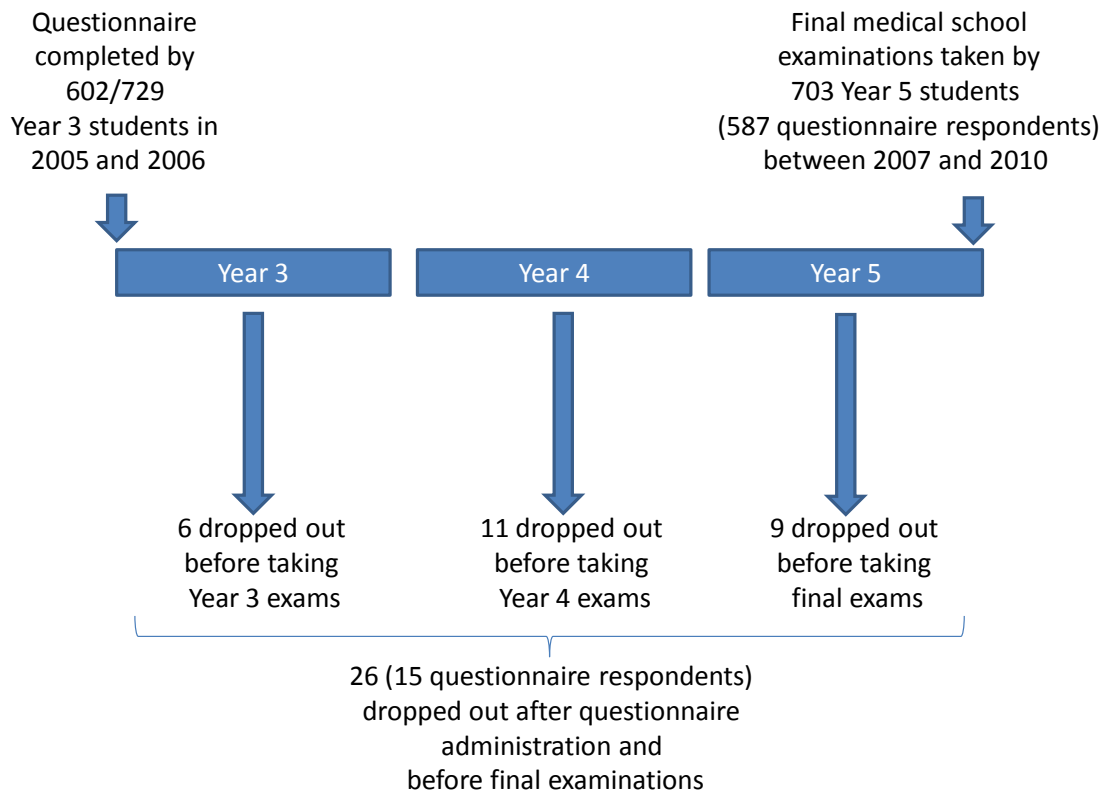 Questionnaire
completed by
602/729
Year 3 students in
2005 and 2006
Final medical school
examinations taken by
703 Year 5 students
(587 questionnaire respondents)
between 2007 and 2010
Year 3
Year 4
Year 5
6 dropped out
before taking
Year 3 exams
11 dropped out
before taking
Year 4 exams
9 dropped out
before taking
final exams
26 (15 questionnaire respondents)
dropped out after questionnaire
administration and
before final examinations